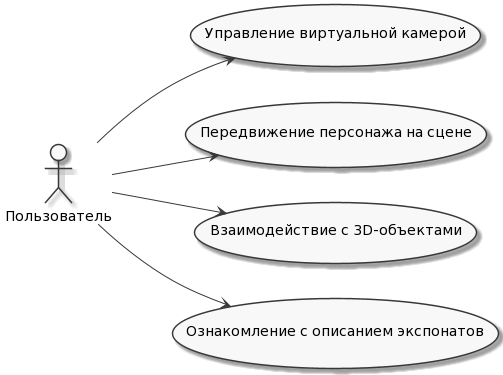 Управление виртуальной камерой
Передвижение персонажа на сцене
Пользователь
Взаимодействие с 3D-объектами
Ознакомление с описанием экспонатов